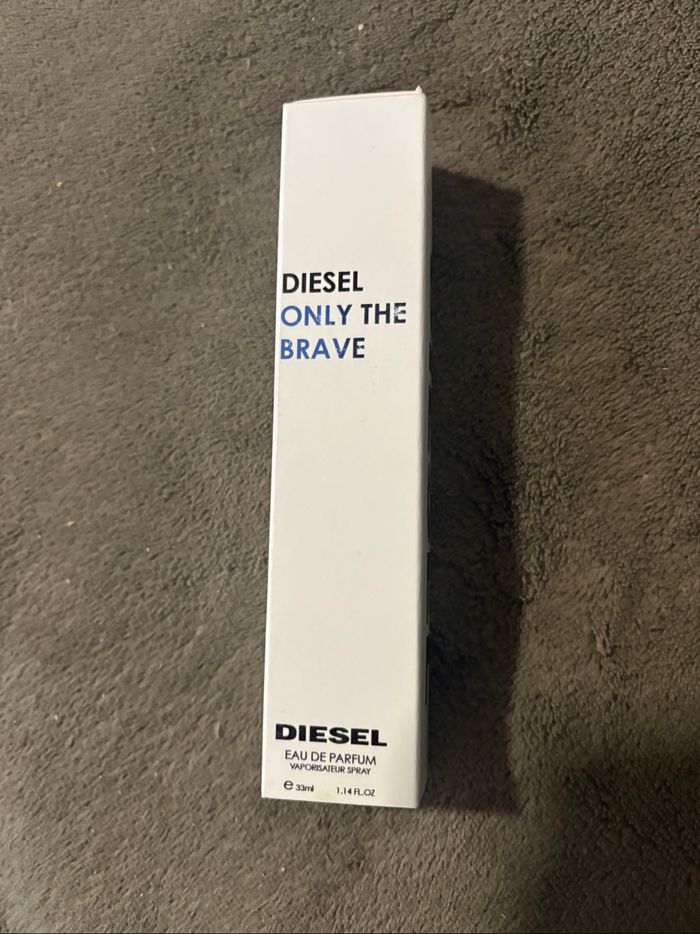 DIESEL
ONLY THE
BRAVE
DIESEL
EAU DE PARFUM
VAPORISATEUR SPRAY
e 33ml 1.14 FL.OZ